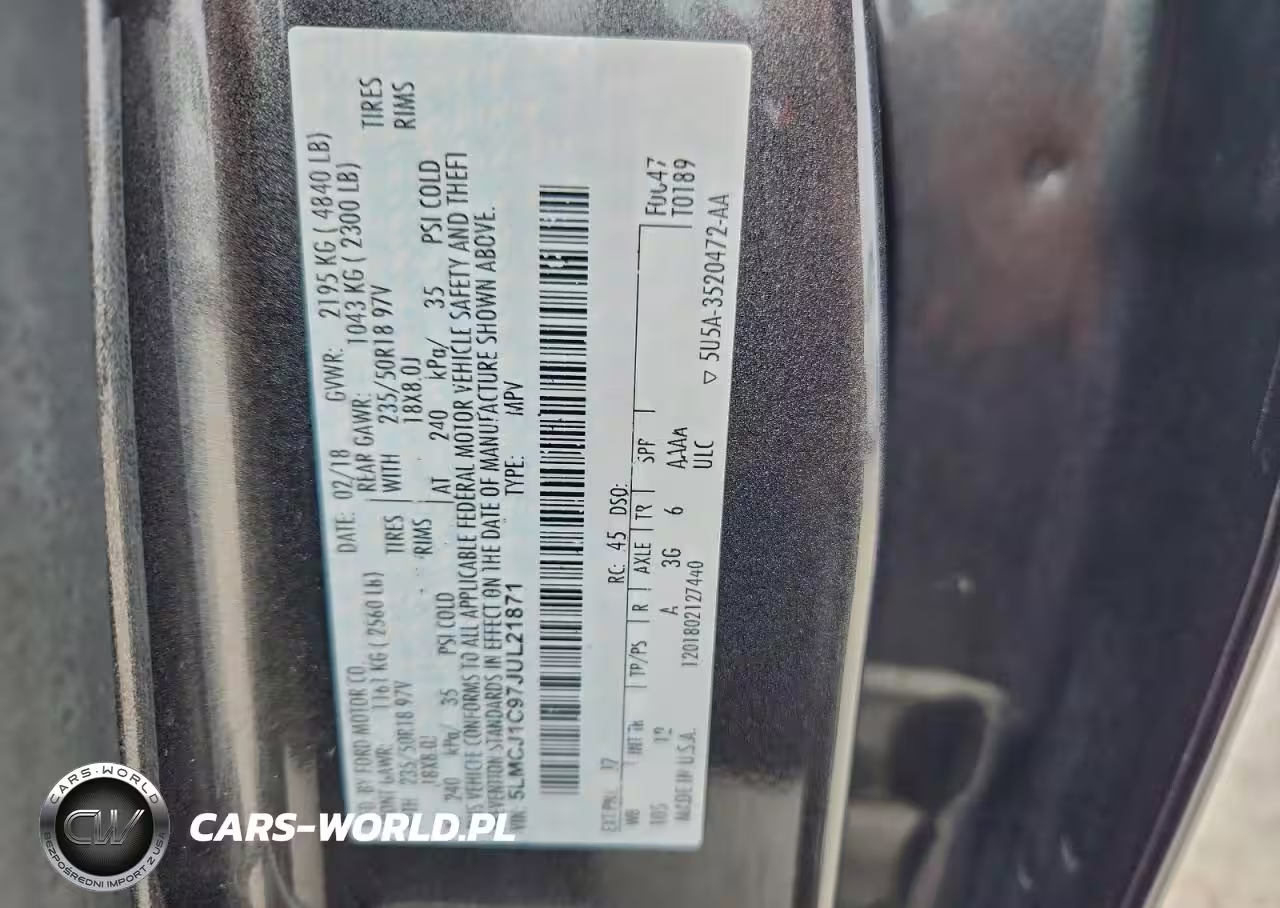 MFD. BY FORD MOTOR CO. DATE: 02/18 GVWR: 2195 KG ( 4840 LB)
FRONT GAWR: 1161 KG ( 2560 LB) REAR GAWR: 1043 KG ( 2300 LB)
WITH 235/50R18 97V TIRES WITH 235/50R18 97V TIRES
18X8.0J RIMS 18X8.0J RIMS
240 kPa/ 35 PSI COLD AT 240 kPa/ 35 PSI COLD
THIS VEHICLE CONFORMS TO ALL APPLICABLE FEDERAL MOTOR VEHICLE SAFETY AND THEFT
PREVENTION STANDARDS IN EFFECT ON THE DATE OF MANUFACTURE SHOWN ABOVE.
VIN: 5LMCJ1C97JUL21871 TYPE: MPV
EXT PNT: RC: 45 DSO:
WB INT TR TP/PS R AXLE TR SPR
105 A 3G 6 AAAA
MADE IN U.S.A. 1201802127440 ULC
T0189
▽ 5U5A-3520472-AA
CARS-WORLD
CW
BEZPOŚREDNI IMPORT Z USA
CARS-WORLD.PL